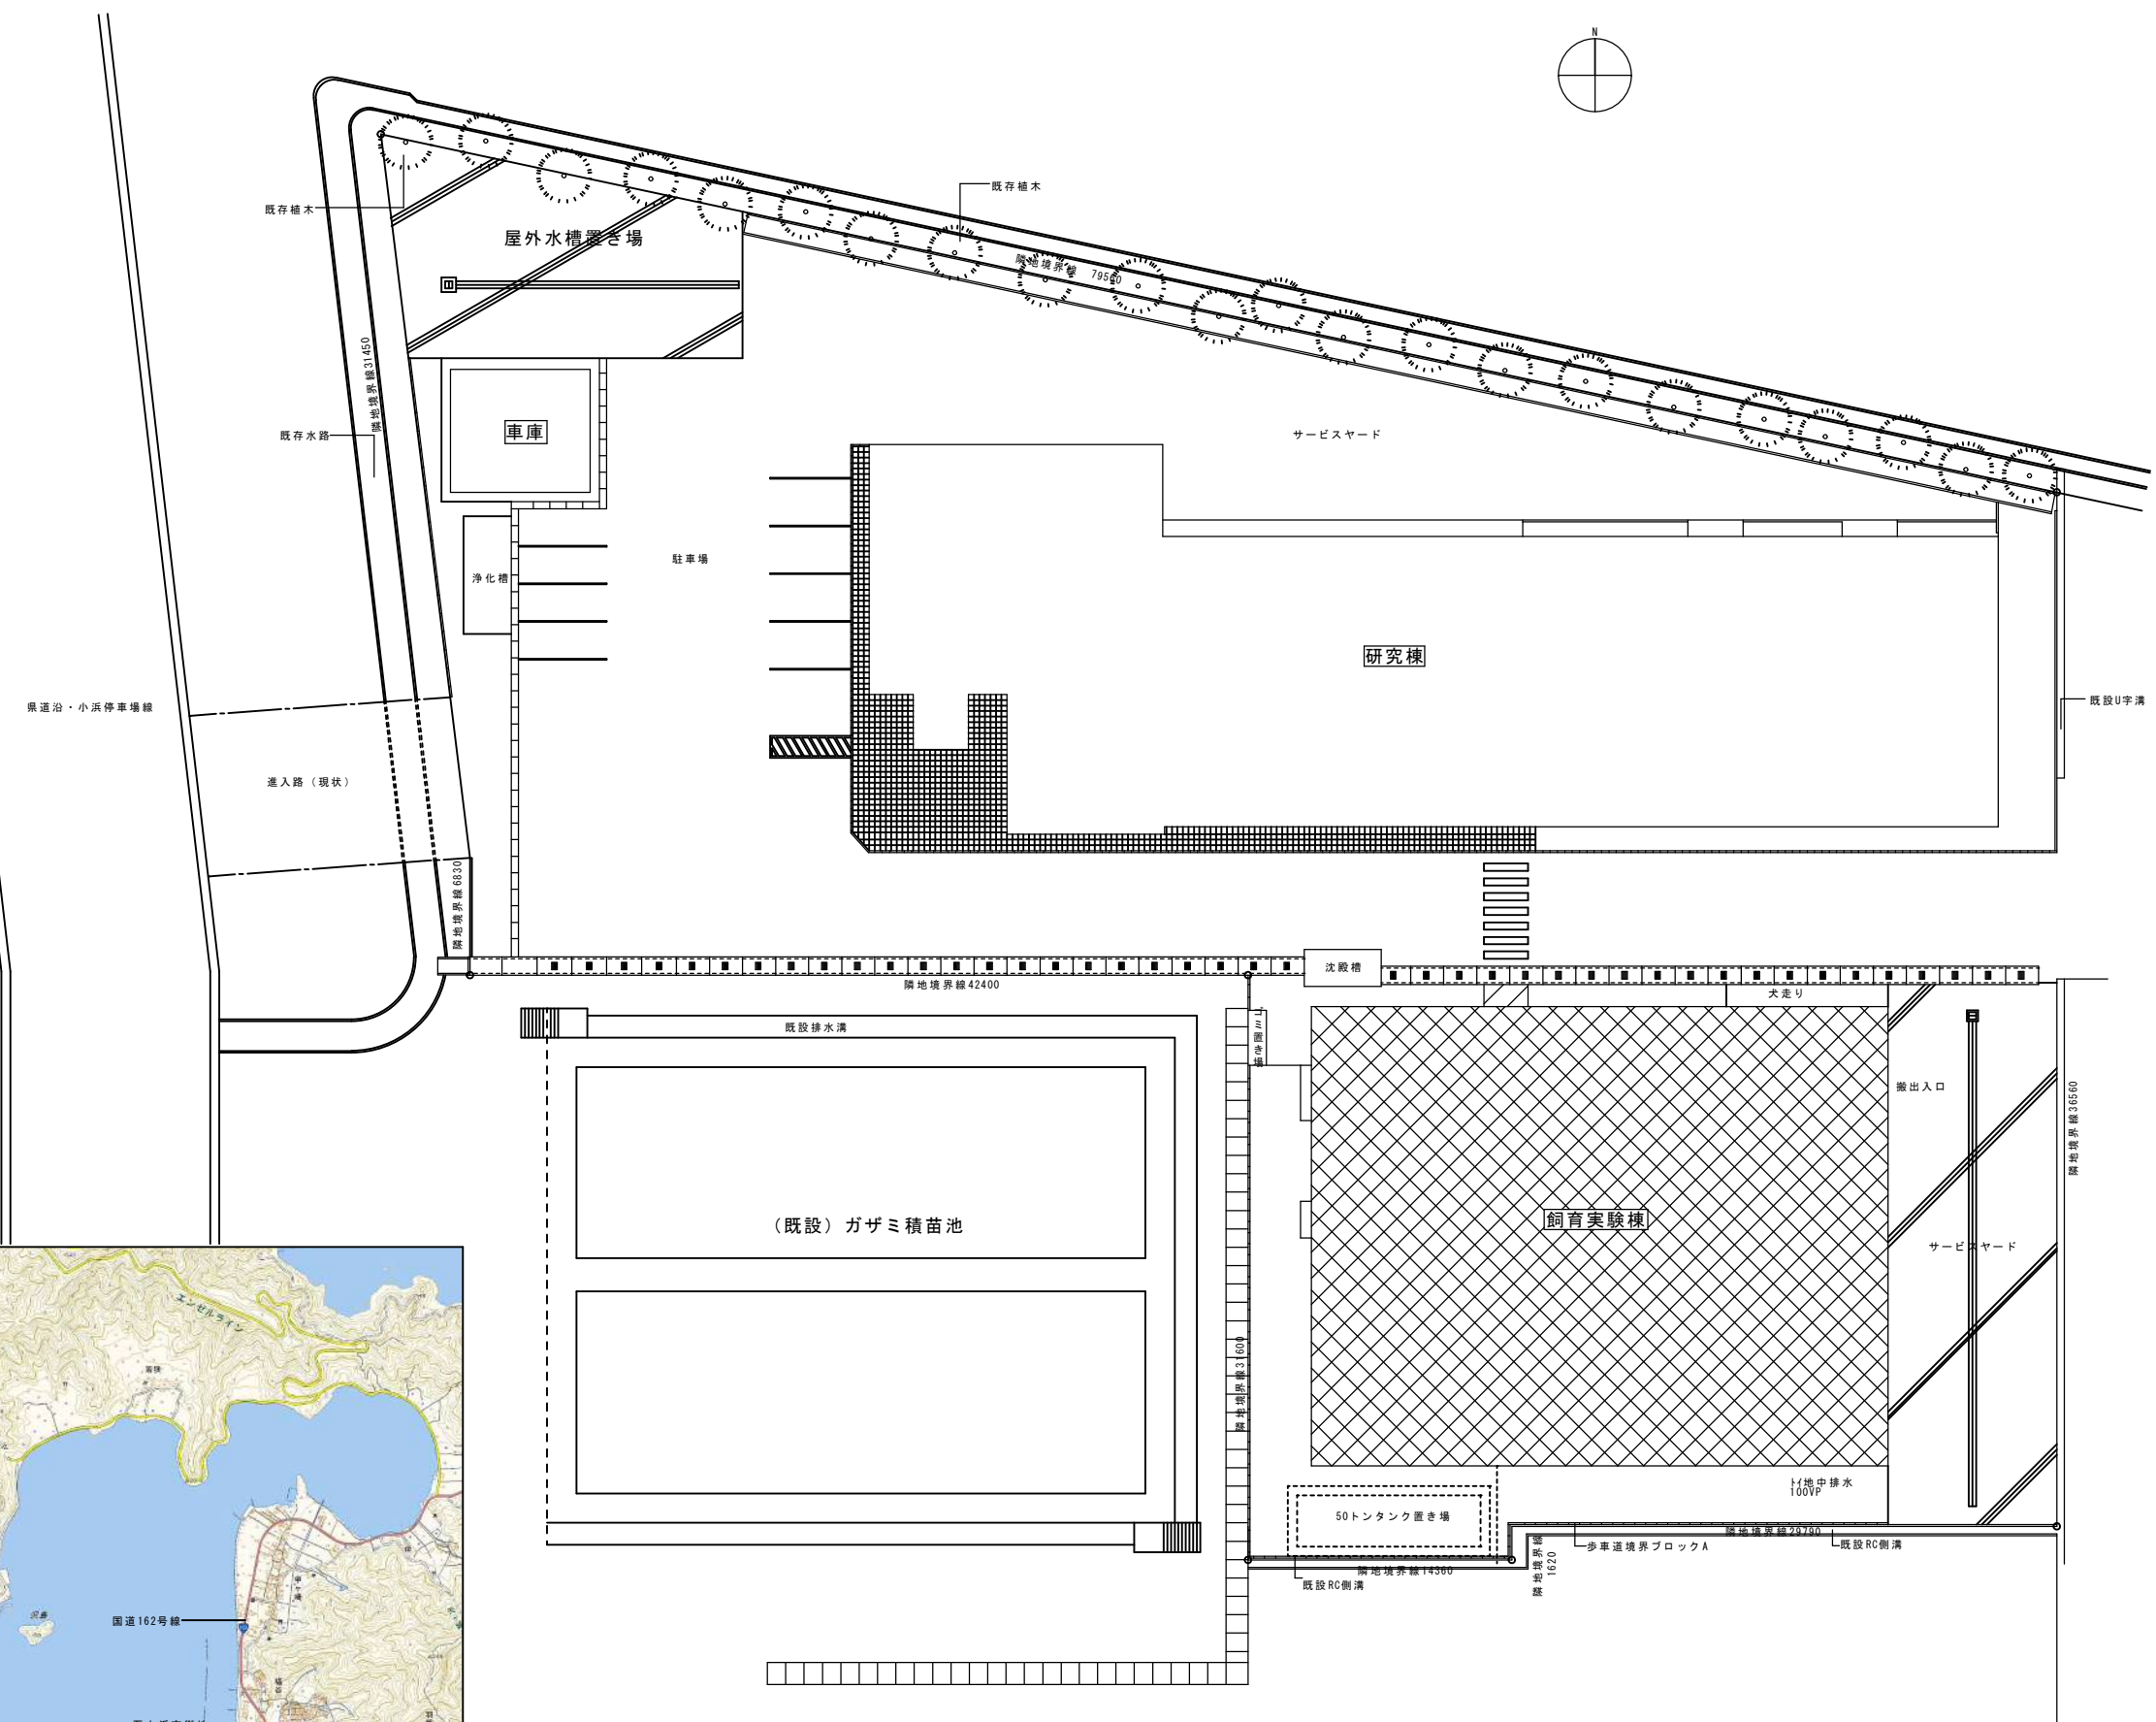 N
既存植木
既存植木
屋外水槽置き場
隣地境界線 79560
隣地境界線31450
車庫
既存水路
サービスヤード
駐車場
浄化槽
研究棟
既設U字溝
県道沿・小浜停車場線
進入路（現状）
隣地境界線6830
沈殿槽
隣地境界線42400
犬走り
既設排水溝
ゴミ置き場
搬出入口
隣地境界線36560
（既設）ガザミ積苗池
飼育実験棟
サービスヤード
エンゼルライン
隣地境界線31600
ﾄｲ地中排水
100VP
50トンタンク置き場
隣地境界線29790
歩車道境界ブロックA
既設RC側溝
隣地境界線14360
隣地境界線
1620
既設RC側溝
国道162号線